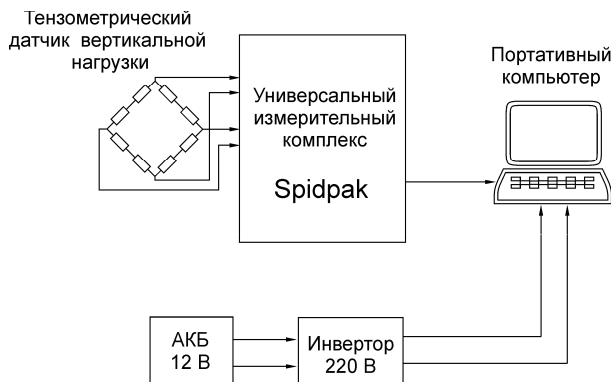 Тензометрический
датчик вертикальной
нагрузки
Универсальный
измерительный
комплекс
Spidpak
Портативный
компьютер
АКБ
12 В
Инвертор
220 В